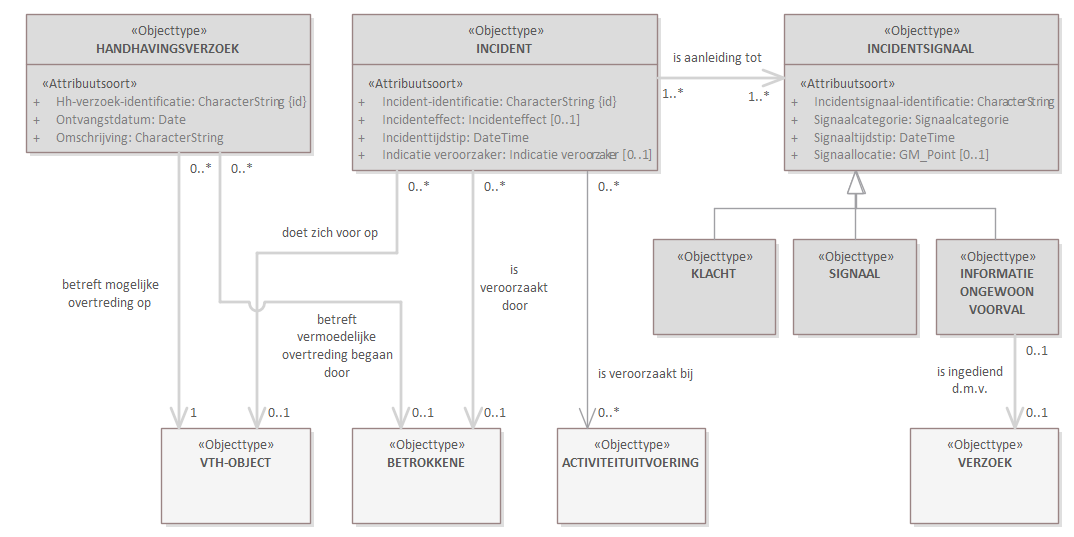 «Objecttype»
HANDHAVINGSVERZOEK
«Attribuutsoort»
+ Hh-verzoek-identificatie: CharacterString {id}
+ Ontvangstdatum: Date
+ Omschrijving: CharacterString
«Objecttype»
INCIDENT
«Attribuutsoort»
+ Incident-identificatie: CharacterString {id}
+ Incidenteffect: Incidenteffect [0..1]
+ Incidenttijdstip: DateTime
+ Indicatie veroorzaker: Indicatie veroorzaker [0..1]
is aanleiding tot
1..*
1..*
«Objecttype»
INCIDENTSIGNAAL
«Attribuutsoort»
+ Incidentsignaal-identificatie: CharacterString
+ Signaalcategorie: Signaalcategorie
+ Signaaltijdstip: DateTime
+ Signaallocatie: GM_Point [0..1]
0..*
0..*
0..*
0..*
0..*
doet zich voor op
betreft mogelijke
overtreding op
is
veroorzaakt
door
betreft
vermoedelijke
overtreding begaan
door
is veroorzaakt bij
«Objecttype»
KLACHT
«Objecttype»
SIGNAAL
«Objecttype»
INFORMATIE
ONGEWOON
VOORVAL
0..1
is ingediend
d.m.v.
1
0..1
0..1
0..1
0..*
0..1
«Objecttype»
VTH-OBJECT
«Objecttype»
BETROKKENE
«Objecttype»
ACTIVITEITUITVOERING
«Objecttype»
VERZOEK